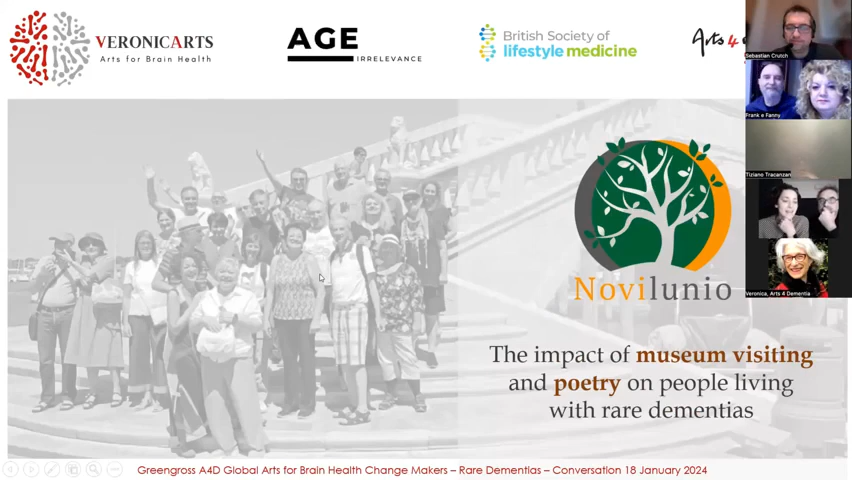 VERONICARTS
Arts for Brain Health
AGE
IRRELEVANCE
British Society of
lifestyle medicine
Arts 4
Sebastian Crutch
Frank e Fanny
Tiziano Tracanzan
Veronica, Arts 4 Dementia
Novilunio
The impact of museum visiting
and poetry on people living
with rare dementias
Greengross A4D Global Arts for Brain Health Change Makers – Rare Dementias – Conversation 18 January 2024